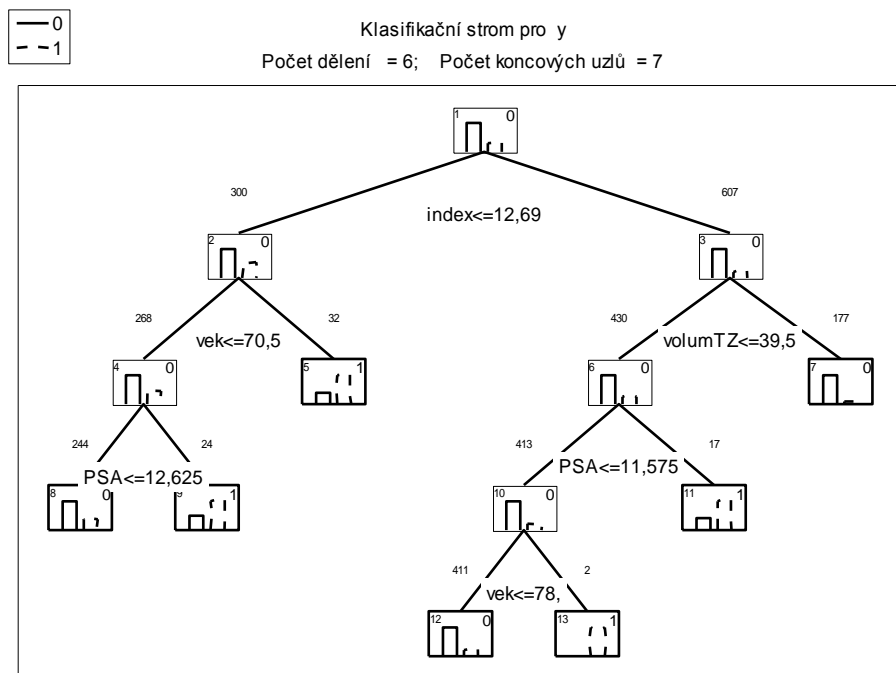 0
1
Klasifikační strom pro y
Počet dělení = 6; Počet koncových uzlů = 7
1 0
300 607
index<=12,69
2 0 3 0
268 32 430 177
vek<=70,5 volumTZ<=39,5
4 0 5 1 6 0 7 0
244 24 413 17
PSA<=12,625 PSA<=11,575
8 0 9 1 10 0 11 1
411 2
vek<=78,
12 0 13 1